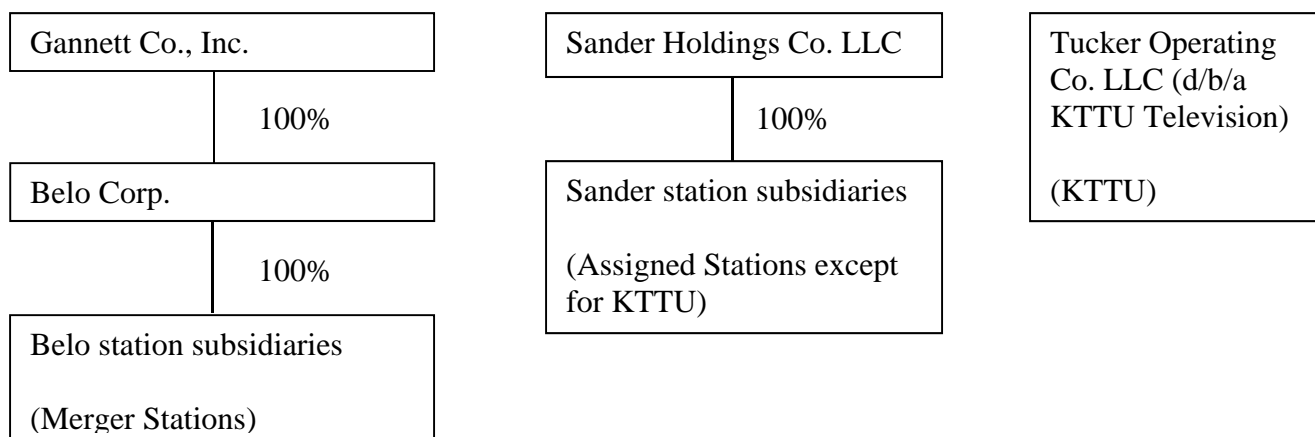 Gannett Co., Inc.
100%
Belo Corp.
100%
Belo station subsidiaries
(Merger Stations)
Sander Holdings Co. LLC
100%
Sander station subsidiaries
(Assigned Stations except
for KTTU)
Tucker Operating
Co. LLC (d/b/a
KTTU Television)
(KTTU)